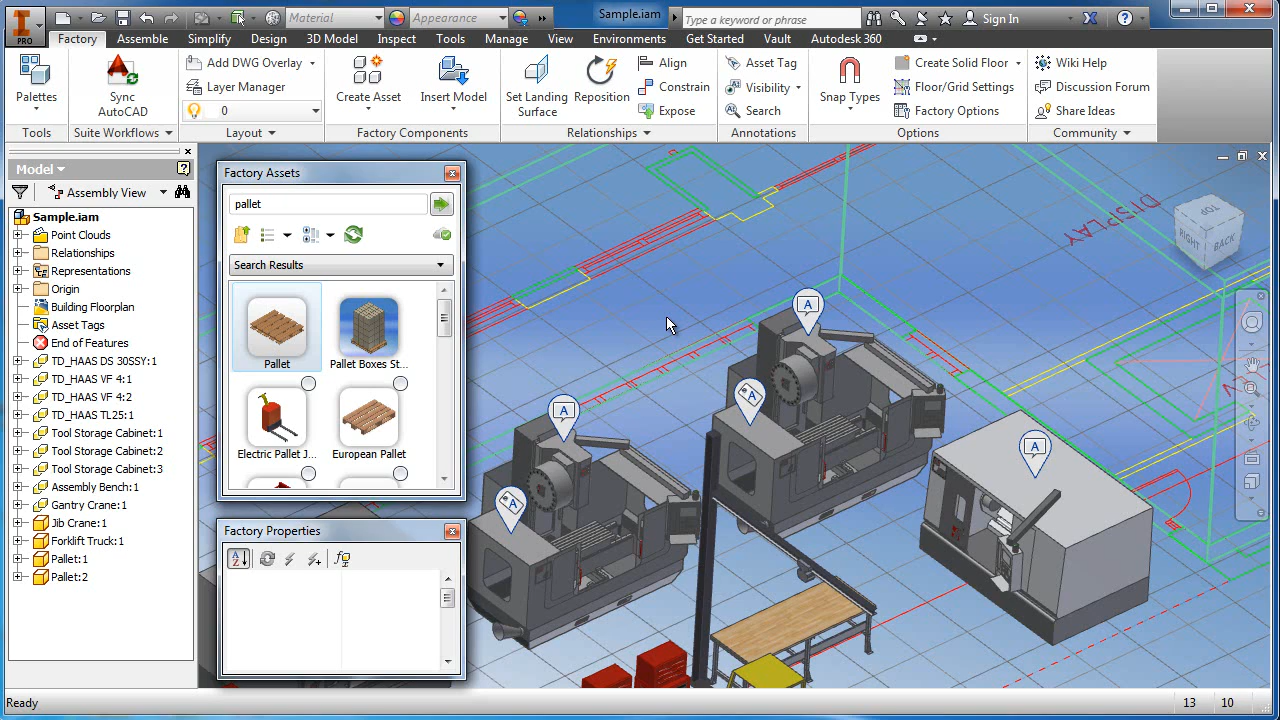 PRO
Material
Appearance
Sample.iam
Type a keyword or phrase
Sign In
Factory Assemble Simplify Design 3D Model Inspect Tools Manage View Environments Get Started Vault Autodesk 360
Palettes
Tools
Sync AutoCAD
Suite Workflows
Add DWG Overlay
Layer Manager
0
Layout
Create Asset
Insert Model
Factory Components
Set Landing Surface
Reposition
Align
Constrain
Expose
Relationships
Asset Tag
Visibility
Search
Annotations
Snap Types
Create Solid Floor
Floor/Grid Settings
Factory Options
Options
Wiki Help
Discussion Forum
Share Ideas
Community
Model
Assembly View
Sample.iam
Point Clouds
Relationships
Representations
Origin
Building Floorplan
Asset Tags
End of Features
TD_HAAS DS 30SSY:1
TD_HAAS VF 4:1
TD_HAAS VF 4:2
TD_HAAS TL25:1
Tool Storage Cabinet:1
Tool Storage Cabinet:2
Tool Storage Cabinet:3
Assembly Bench:1
Gantry Crane:1
Jib Crane:1
Forklift Truck:1
Pallet:1
Pallet:2
Factory Assets
pallet
Search Results
Pallet
Pallet Boxes St...
Electric Pallet J...
European Pallet
Factory Properties
A
Z
fx
DISPLAY
TOP
RIGHT
BACK
A
A
A
A
A
Ready
13
10